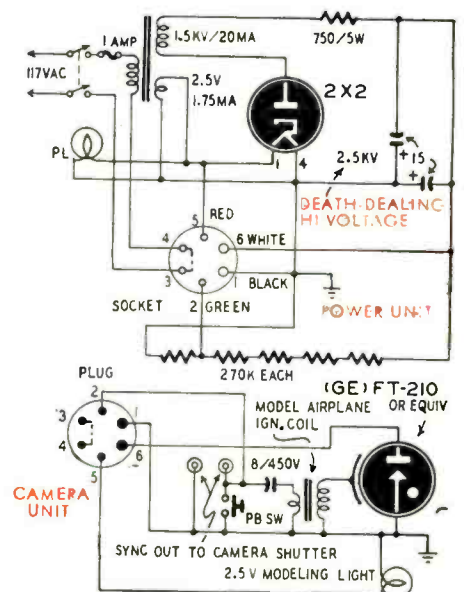 1.5KV/20MA
750/5W
1 AMP
117VAC
2.5V
1.75MA
2X2
PL
1 4
2.5KV
+ 15 +
DEATH-DEALING
HI VOLTAGE
5 RED
4 6 WHITE
3 1 BLACK
SOCKET 2 GREEN
POWER UNIT
270K EACH
PLUG
(GE) FT-210
OR EQUIV
MODEL AIRPLANE
IGN. COIL
2
3 1
4 6
5
8/450V
CAMERA
UNIT
PB SW
SYNC OUT TO CAMERA SHUTTER
2.5 V MODELING LIGHT